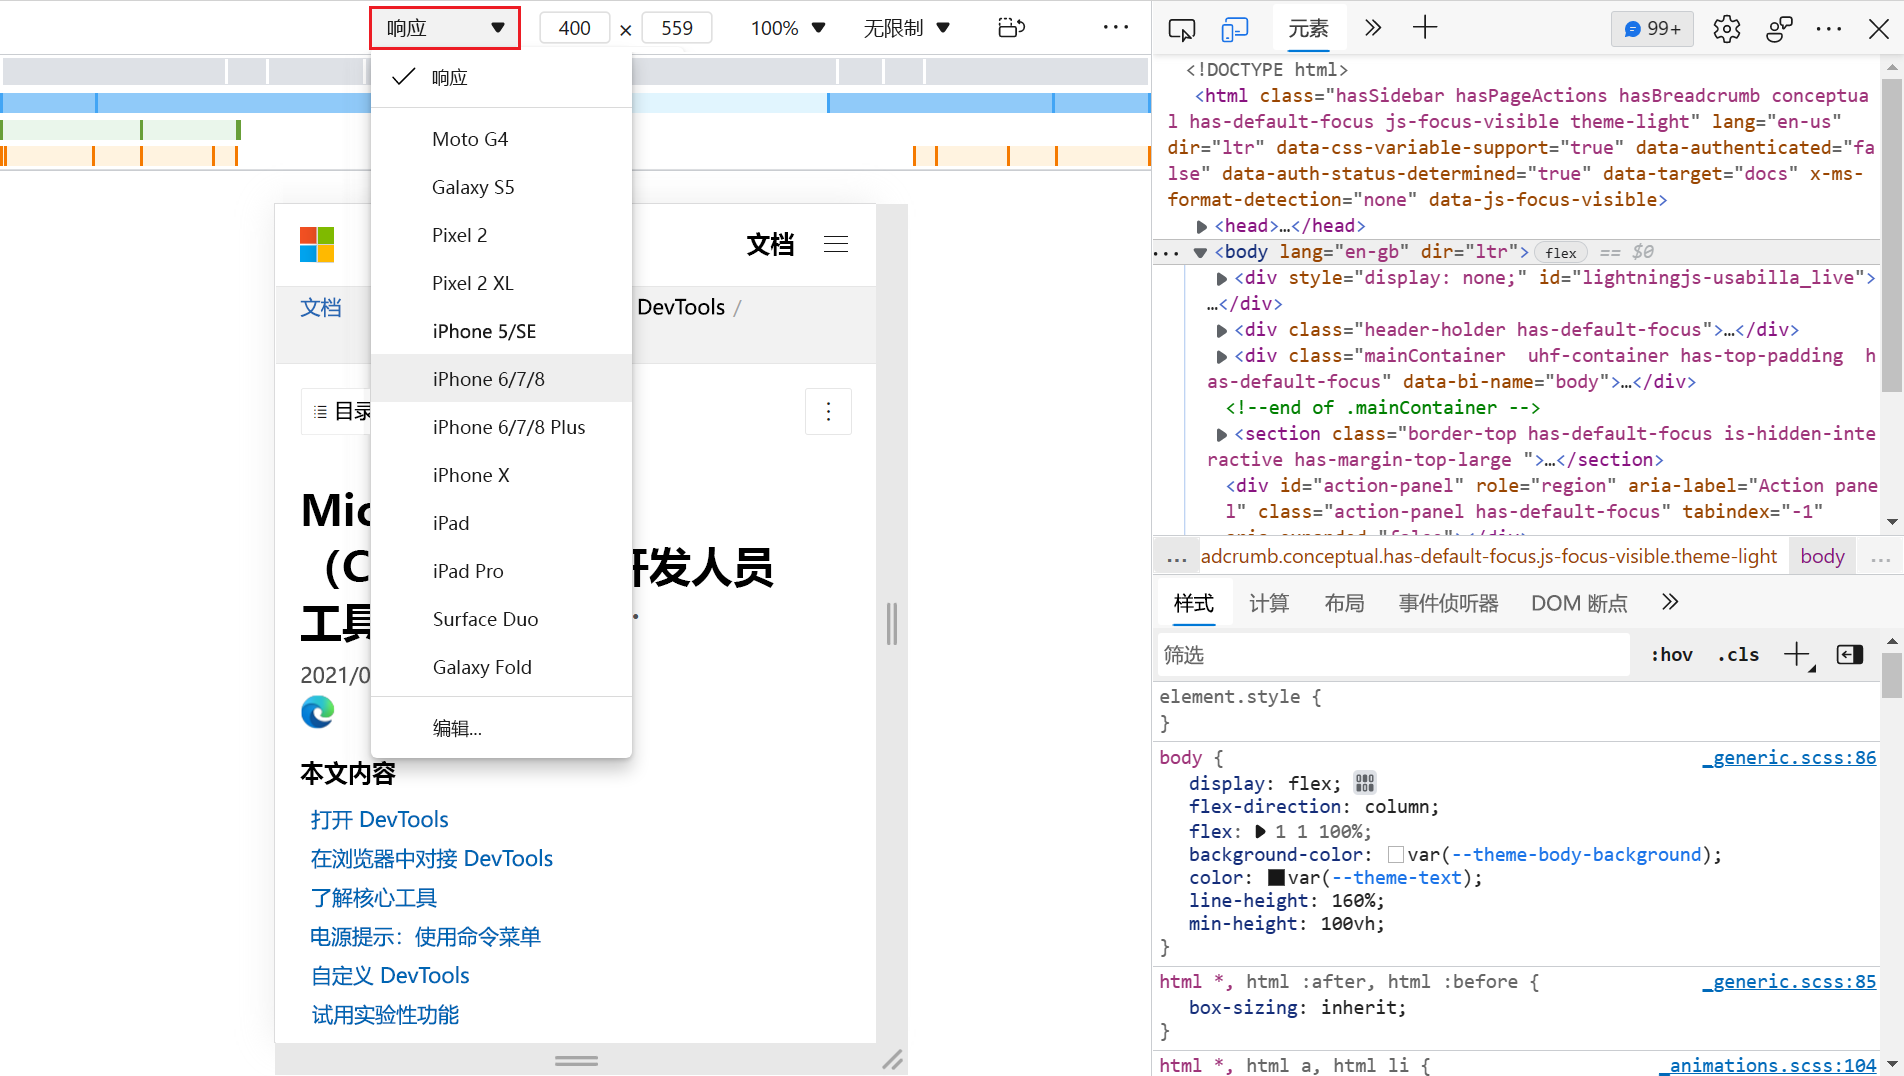 响应
400 × 559
100%
无限制
元素
99+
响应
Moto G4
Galaxy S5
Pixel 2
Pixel 2 XL
iPhone 5/SE
iPhone 6/7/8
iPhone 6/7/8 Plus
iPhone X
iPad
iPad Pro
Surface Duo
Galaxy Fold
编辑...
文档
文档
DevTools /
目录
Mic
（C
开发人员
工具
2021/0
本文内容
打开 DevTools
在浏览器中对接 DevTools
了解核心工具
电源提示：使用命令菜单
自定义 DevTools
试用实验性功能
<!DOCTYPE html>
<html class="hasSidebar hasPageActions hasBreadcrumb conceptua
l has-default-focus js-focus-visible theme-light" lang="en-us"
dir="ltr" data-css-variable-support="true" data-authenticated="fa
lse" data-auth-status-determined="true" data-target="docs" x-ms-
format-detection="none" data-js-focus-visible>
<head>…</head>
<body lang="en-gb" dir="ltr"> flex == $0
<div style="display: none;" id="lightningjs-usabilla_live">
…</div>
<div class="header-holder has-default-focus">…</div>
<div class="mainContainer  uhf-container has-top-padding  h
as-default-focus" data-bi-name="body">…</div>
<!--end of .mainContainer -->
<section class="border-top has-default-focus is-hidden-inte
ractive has-margin-top-large ">…</section>
<div id="action-panel" role="region" aria-label="Action pane
l" class="action-panel has-default-focus" tabindex="-1"
aria-expanded="false"></div>
... adcrumb.conceptual.has-default-focus.js-focus-visible.theme-light body ...
样式 计算 布局 事件侦听器 DOM 断点
筛选 :hov .cls
element.style {
}
body { _generic.scss:86
display: flex;
flex-direction: column;
flex: 1 1 100%;
background-color: var(--theme-body-background);
color: var(--theme-text);
line-height: 160%;
min-height: 100vh;
}
html *, html :after, html :before { _generic.scss:85
box-sizing: inherit;
}
html *, html a, html li { _animations.scss:104